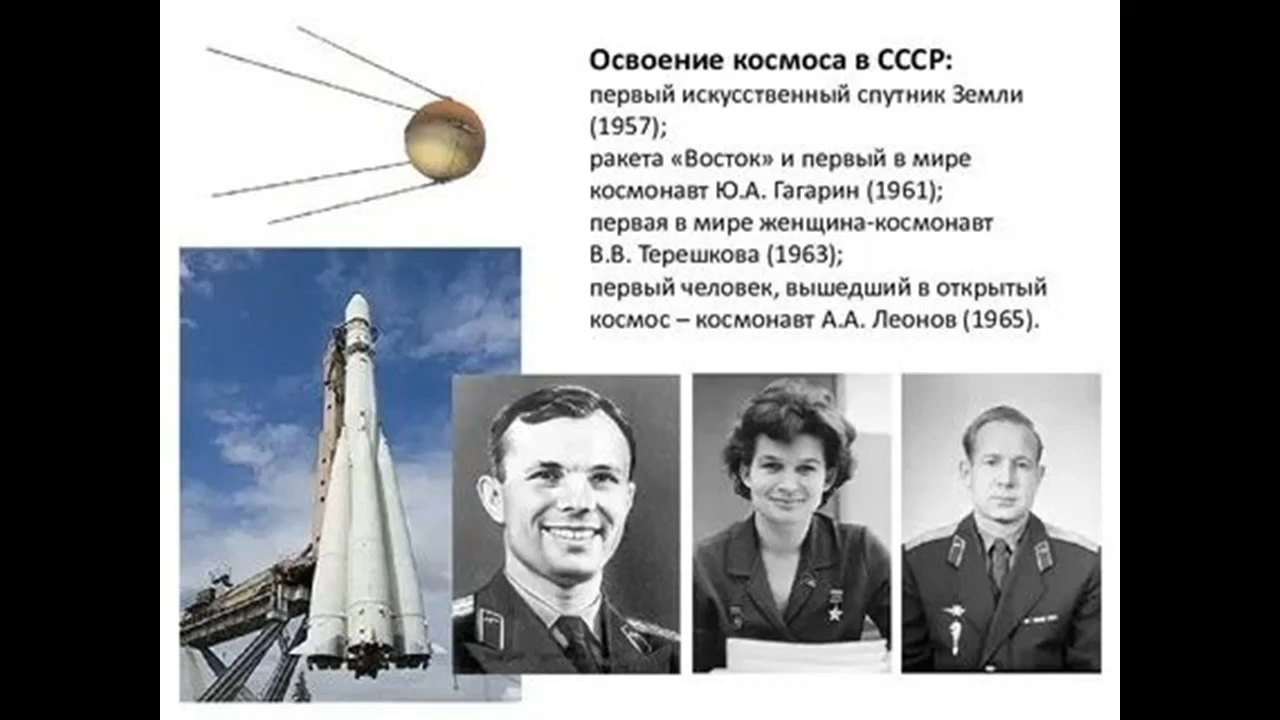 Освоение космоса в СССР:
первый искусственный спутник Земли
(1957);
ракета «Восток» и первый в мире
космонавт Ю.А. Гагарин (1961);
первая в мире женщина-космонавт
В.В. Терешкова (1963);
первый человек, вышедший в открытый
космос – космонавт А.А. Леонов (1965).